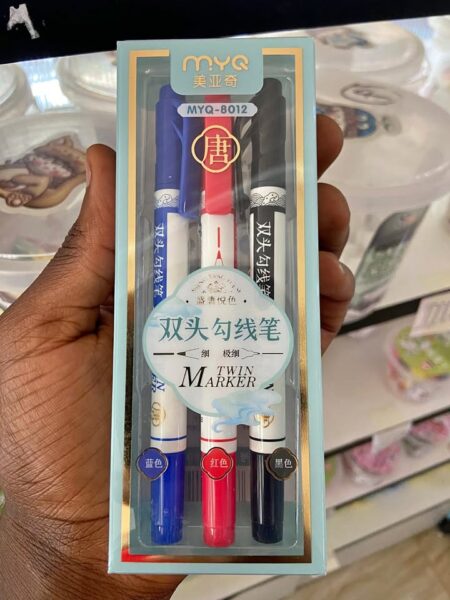 MYQ
美亚奇
MYQ-8012
唐
双头勾线笔
双头勾线笔
盛唐悦色
双头勾线笔
细 极细
TWIN
MARKER
蓝色
红色
黑色